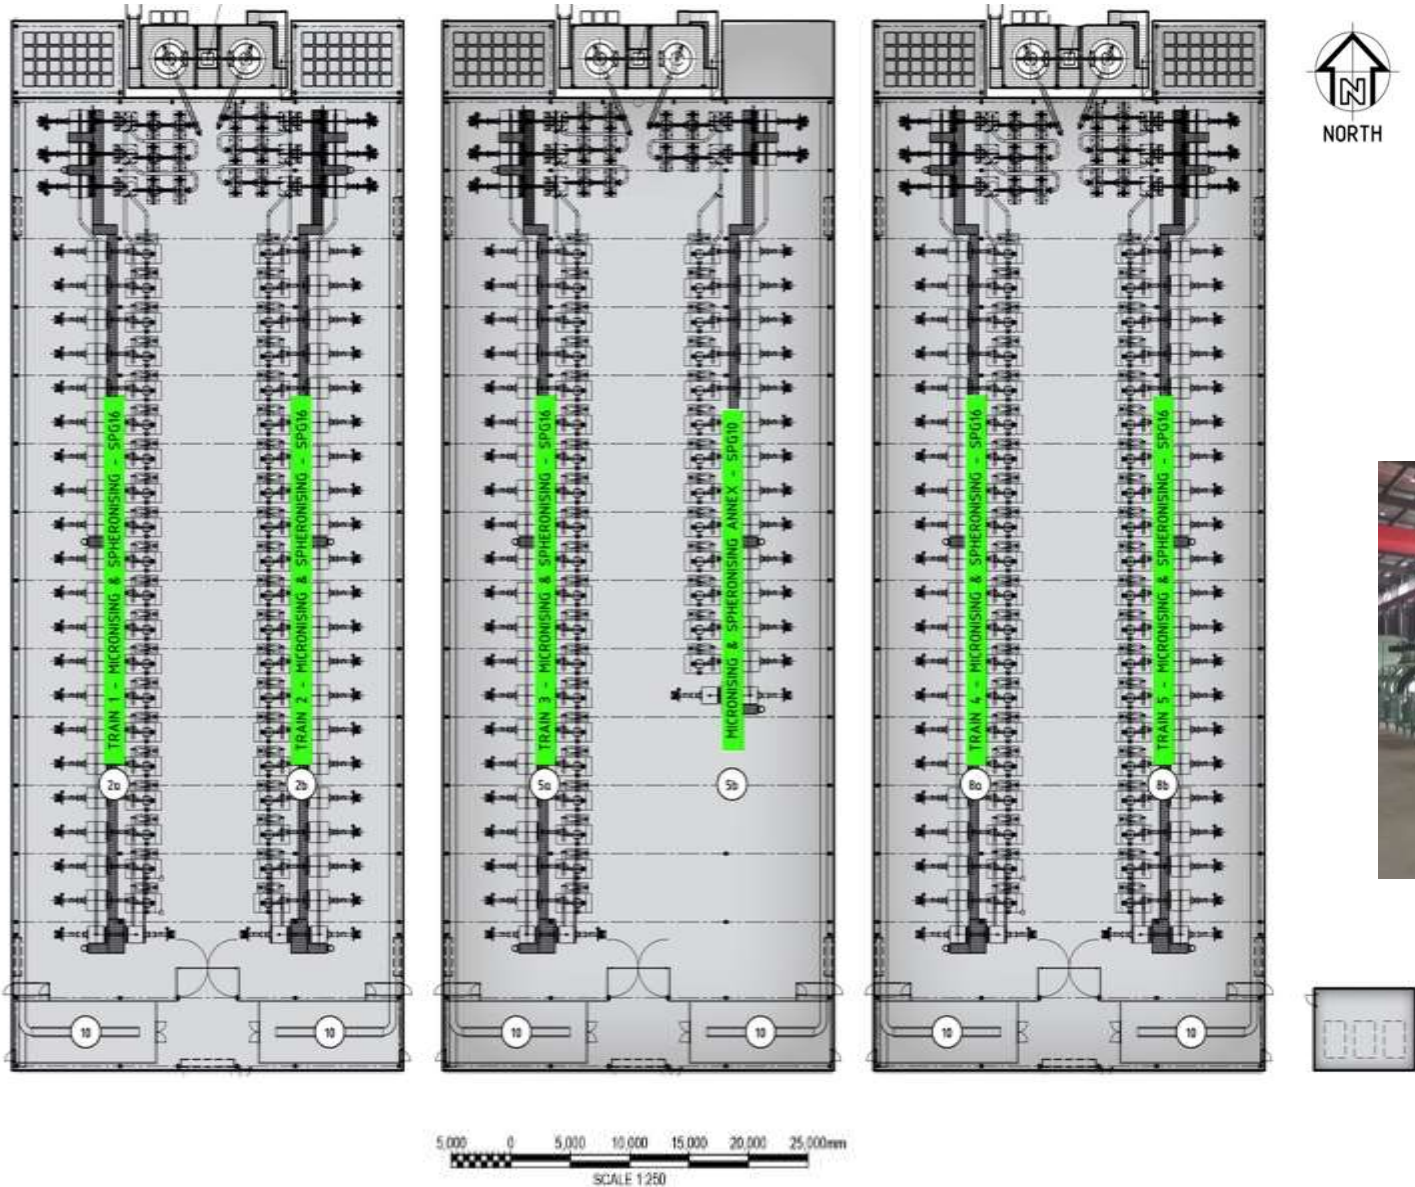 N
NORTH
TRAIN 1 - MICRONISING & SPHERONISING - SPG16
TRAIN 2 - MICRONISING & SPHERONISING - SPG16
TRAIN 3 - MICRONISING & SPHERONISING - SPG16
MICRONISING & SPHERONISING ANNEX - SPG10
TRAIN 4 - MICRONISING & SPHERONISING - SPG16
TRAIN 5 - MICRONISING & SPHERONISING - SPG16
2a
2b
5a
5b
8a
8b
10
10
10
10
10
10
5,000 0 5,000 10,000 15,000 20,000 25,000mm
SCALE 1:250